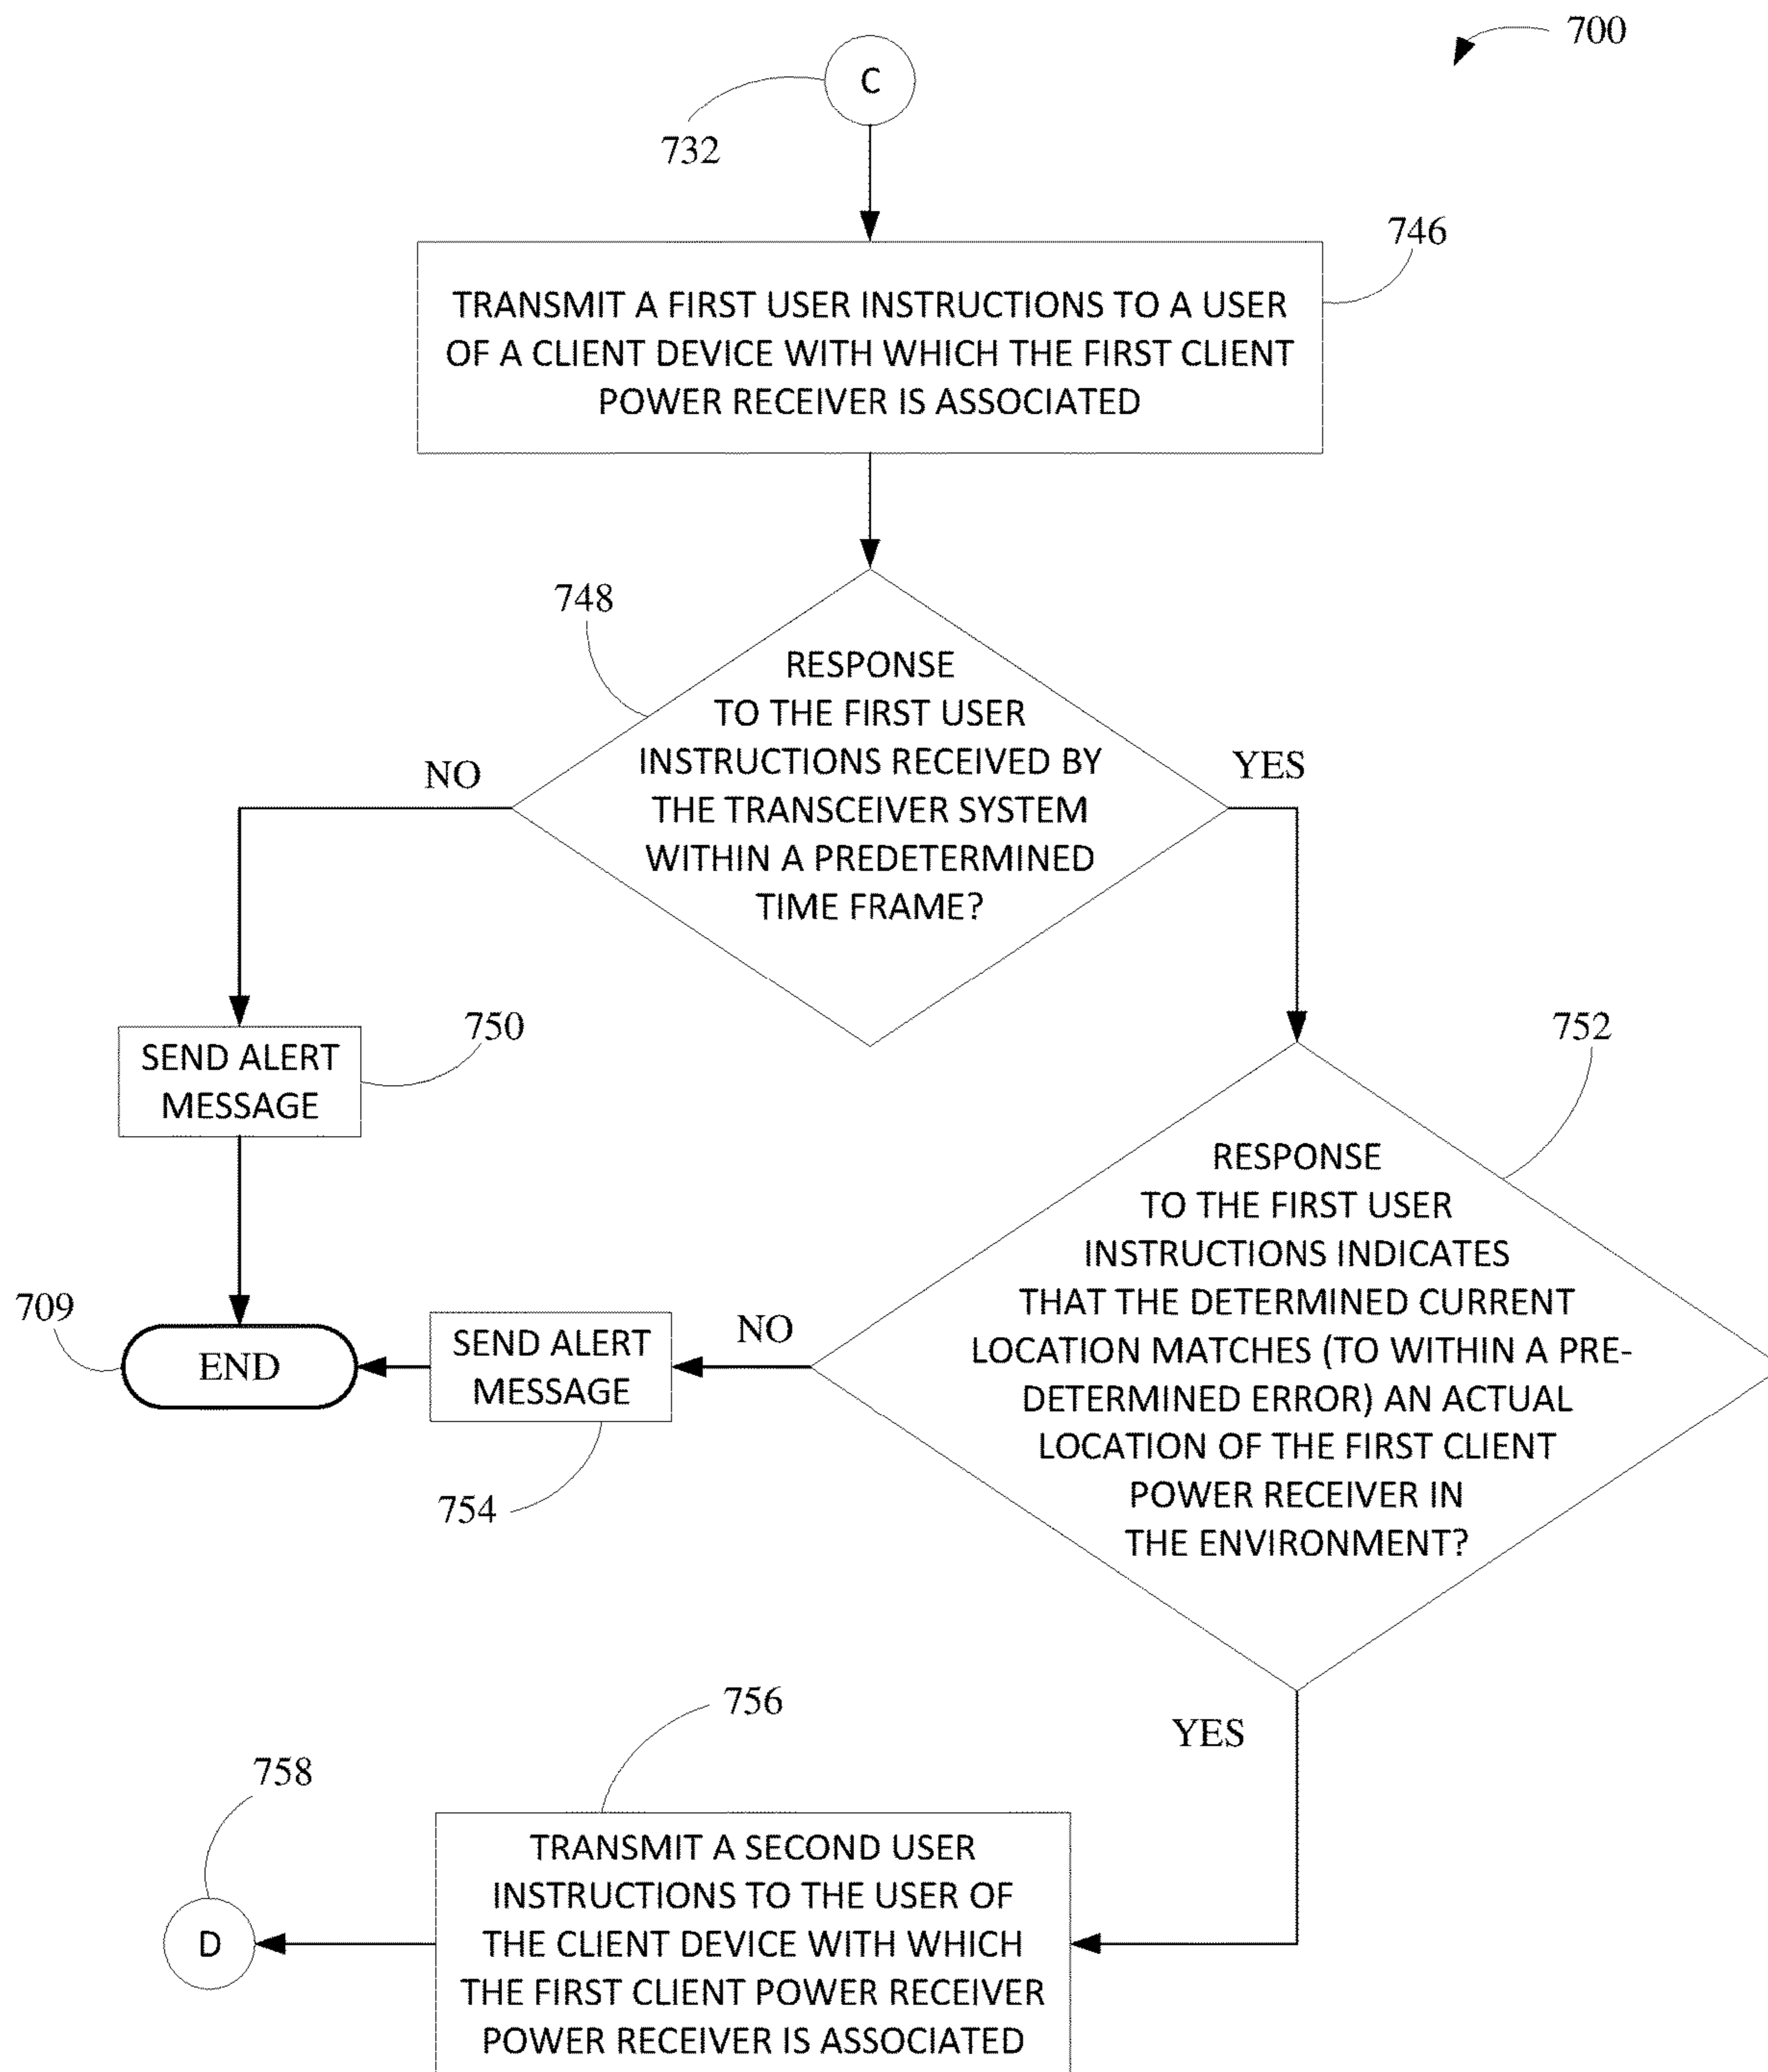 700
C
732
746
TRANSMIT A FIRST USER INSTRUCTIONS TO A USER
OF A CLIENT DEVICE WITH WHICH THE FIRST CLIENT
POWER RECEIVER IS ASSOCIATED
748
RESPONSE
TO THE FIRST USER
INSTRUCTIONS RECEIVED BY
THE TRANSCEIVER SYSTEM
WITHIN A PREDETERMINED
TIME FRAME?
NO
YES
750
SEND ALERT
MESSAGE
752
RESPONSE
TO THE FIRST USER
INSTRUCTIONS INDICATES
THAT THE DETERMINED CURRENT
LOCATION MATCHES (TO WITHIN A PRE-
DETERMINED ERROR) AN ACTUAL
LOCATION OF THE FIRST CLIENT
POWER RECEIVER IN
THE ENVIRONMENT?
709
END
SEND ALERT
MESSAGE
NO
754
YES
756
758
D
TRANSMIT A SECOND USER
INSTRUCTIONS TO THE USER OF
THE CLIENT DEVICE WITH WHICH
THE FIRST CLIENT POWER RECEIVER
POWER RECEIVER IS ASSOCIATED